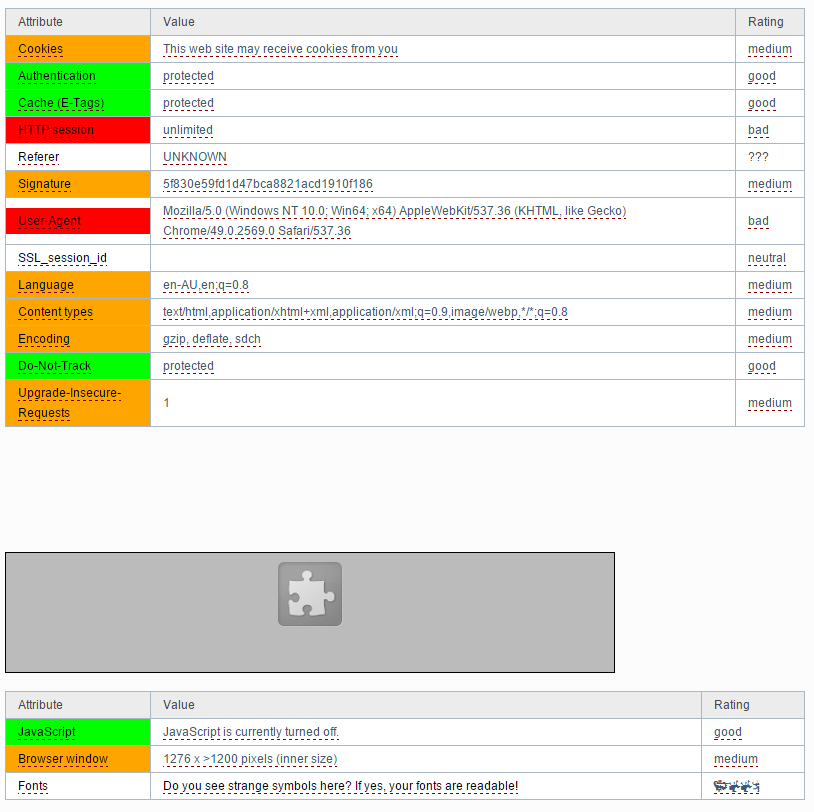 Attribute Value Rating
Cookies This web site may receive cookies from you medium
Authentication protected good
Cache (E-Tags) protected good
HTTP session unlimited bad
Referer UNKNOWN ???
Signature 5f830e59fd1d47bca8821acd1910f186 medium
User-Agent Mozilla/5.0 (Windows NT 10.0; Win64; x64) AppleWebKit/537.36 (KHTML, like Gecko) bad
Chrome/49.0.2569.0 Safari/537.36
SSL_session_id neutral
Language en-AU,en;q=0.8 medium
Content types text/html,application/xhtml+xml,application/xml;q=0.9,image/webp,*/*;q=0.8 medium
Encoding gzip, deflate, sdch medium
Do-Not-Track protected good
Upgrade-Insecure- 1 medium
Requests
Attribute Value Rating
JavaScript JavaScript is currently turned off. good
Browser window 1276 x >1200 pixels (inner size) medium
Fonts Do you see strange symbols here? If yes, your fonts are readable!